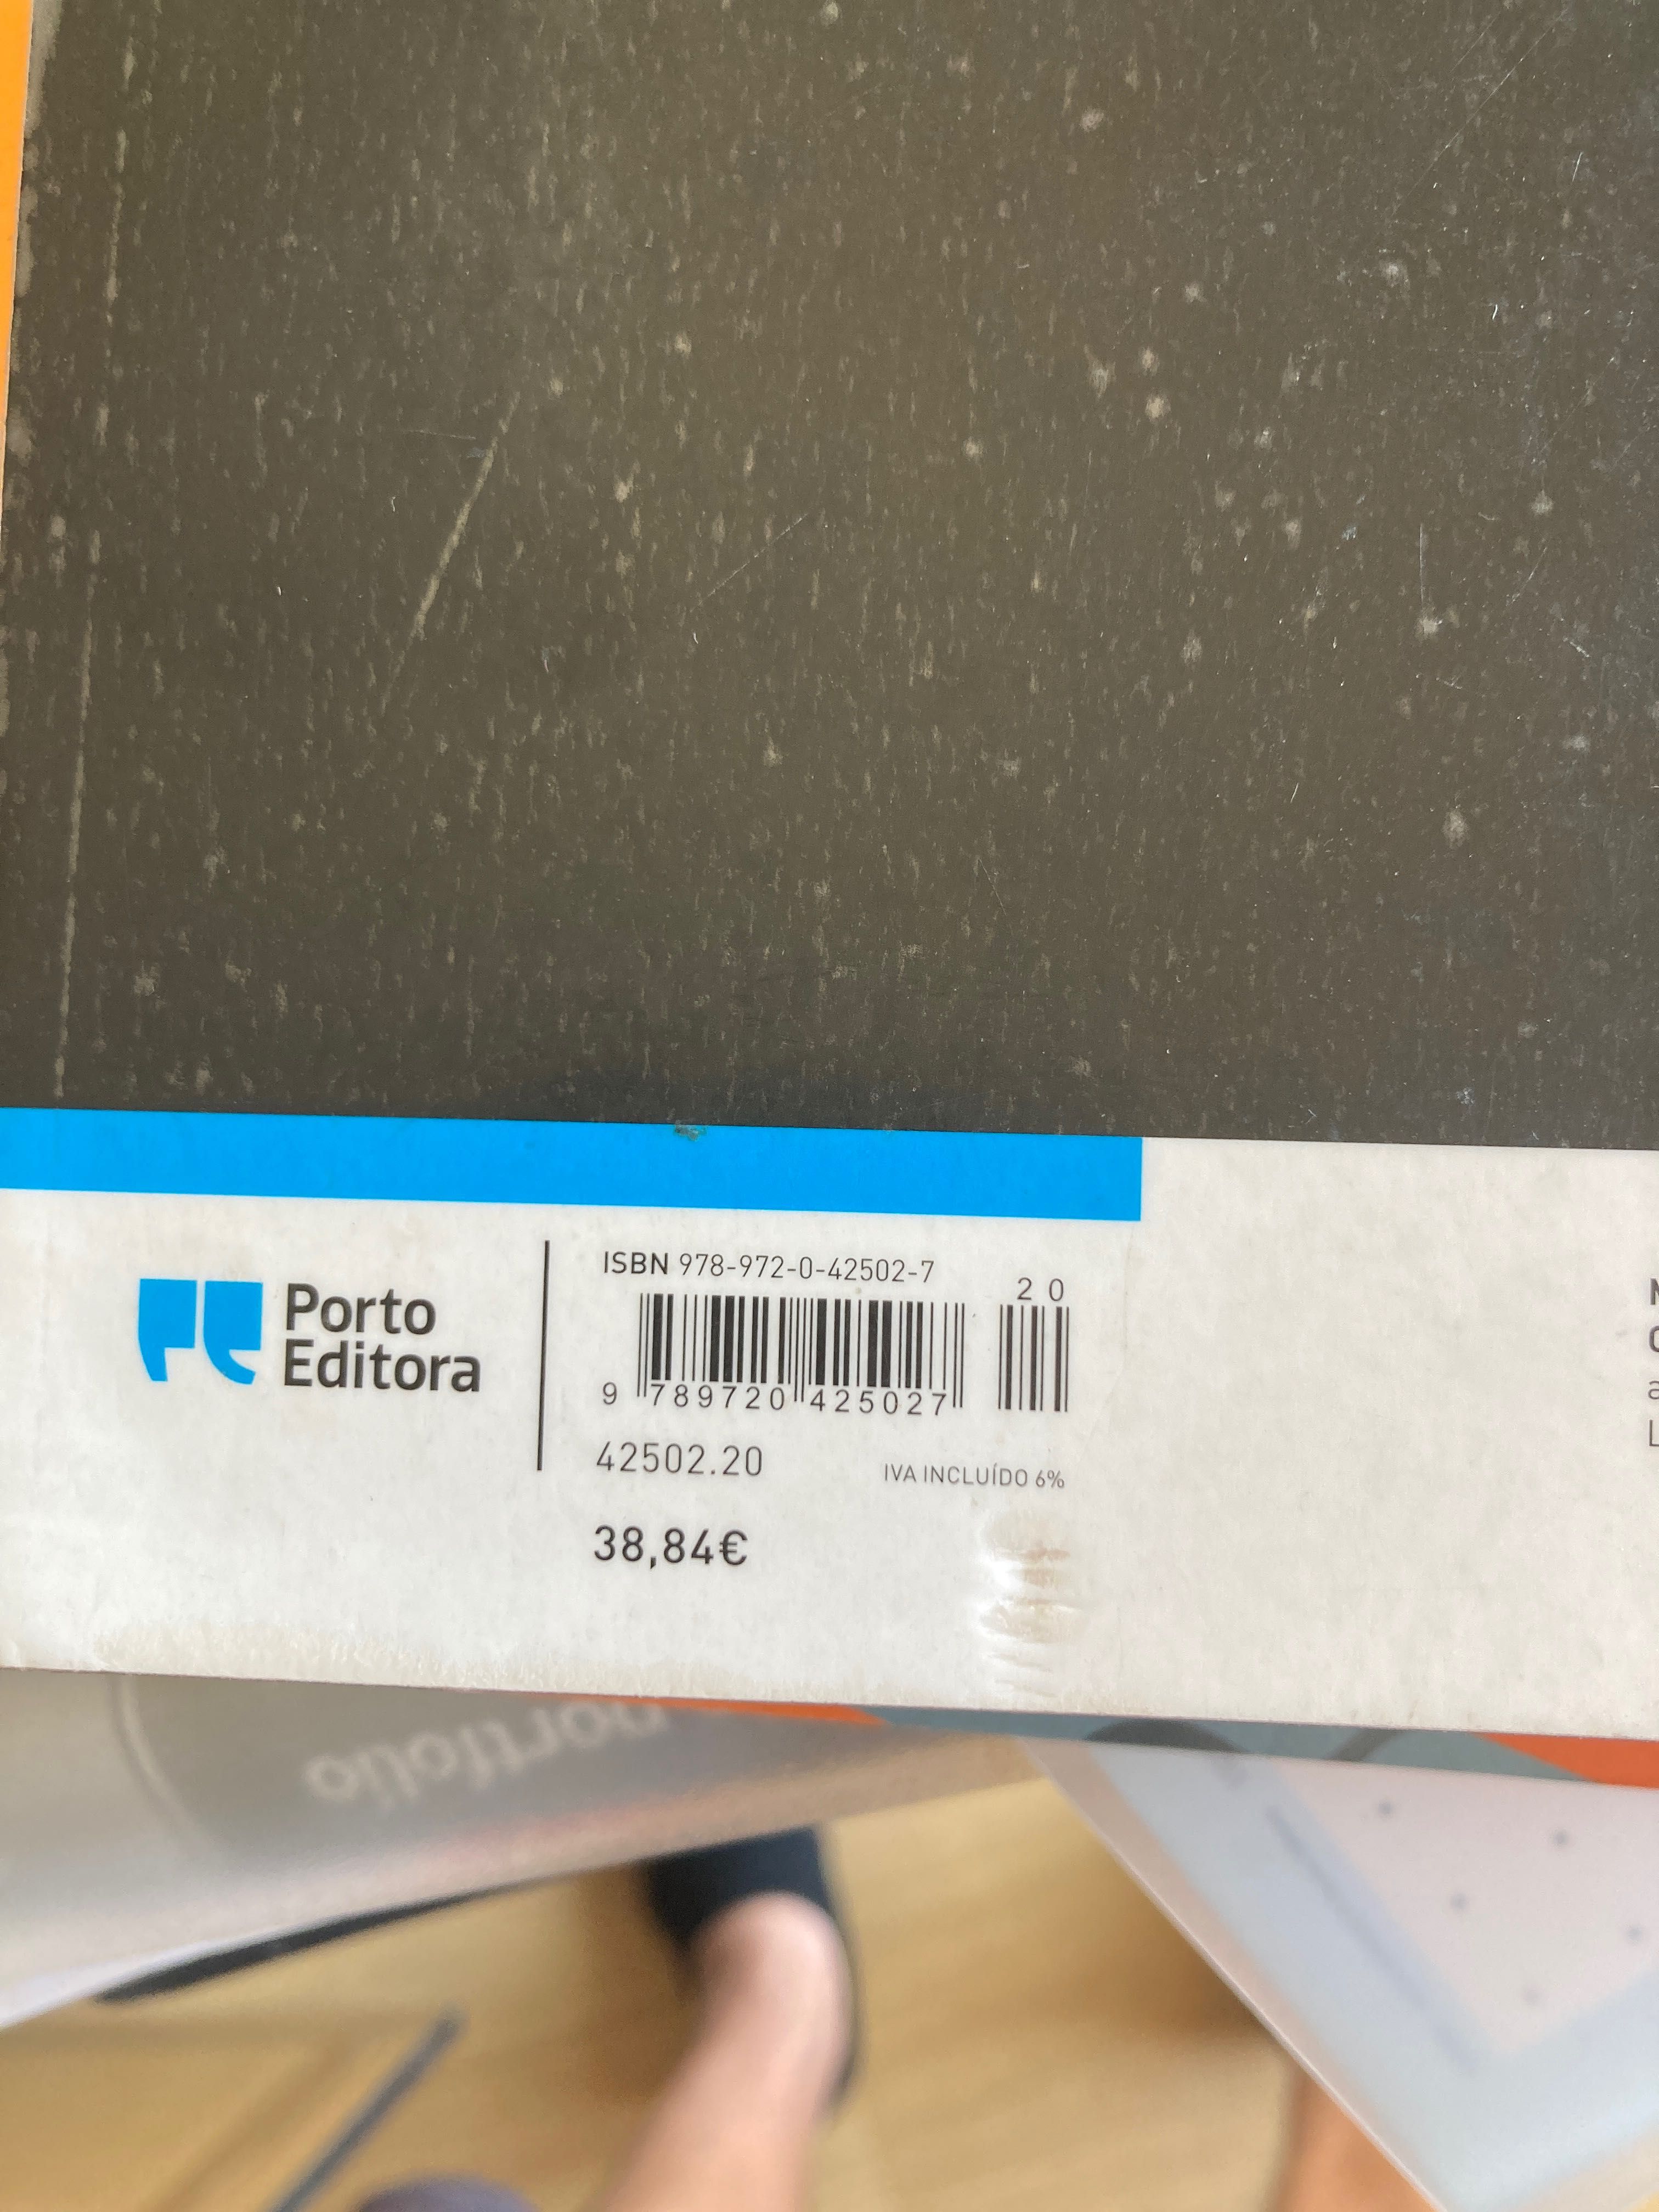 Porto
Editora
ISBN 978-972-0-42502-7
2 0
9 789720 425027
42502.20
IVA INCLUÍDO 6%
38,84€
portfolio